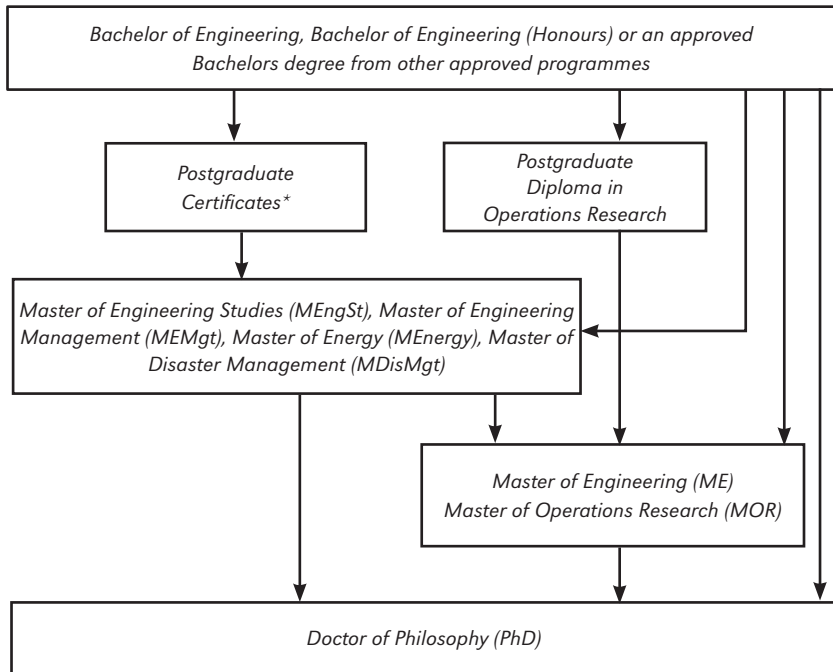 Bachelor of Engineering, Bachelor of Engineering (Honours) or an approved
Bachelors degree from other approved programmes
Postgraduate
Certificates*
Postgraduate
Diploma in
Operations Research
Master of Engineering Studies (MEngSt), Master of Engineering
Management (MEMgt), Master of Energy (MEnergy), Master of
Disaster Management (MDisMgt)
Master of Engineering (ME)
Master of Operations Research (MOR)
Doctor of Philosophy (PhD)